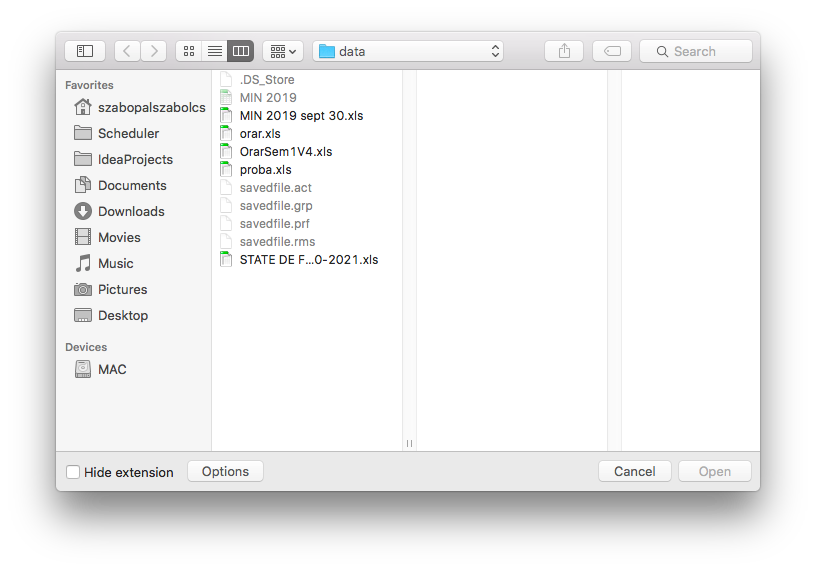 data
Search
Favorites
szabopalszabolcs
Scheduler
IdeaProjects
Documents
Downloads
Movies
Music
Pictures
Desktop
Devices
MAC
.DS_Store
MIN 2019
MIN 2019 sept 30.xls
orar.xls
OrarSem1V4.xls
proba.xls
savedfile.act
savedfile.grp
savedfile.prf
savedfile.rms
STATE DE F...0-2021.xls
Hide extension
Options
Cancel
Open